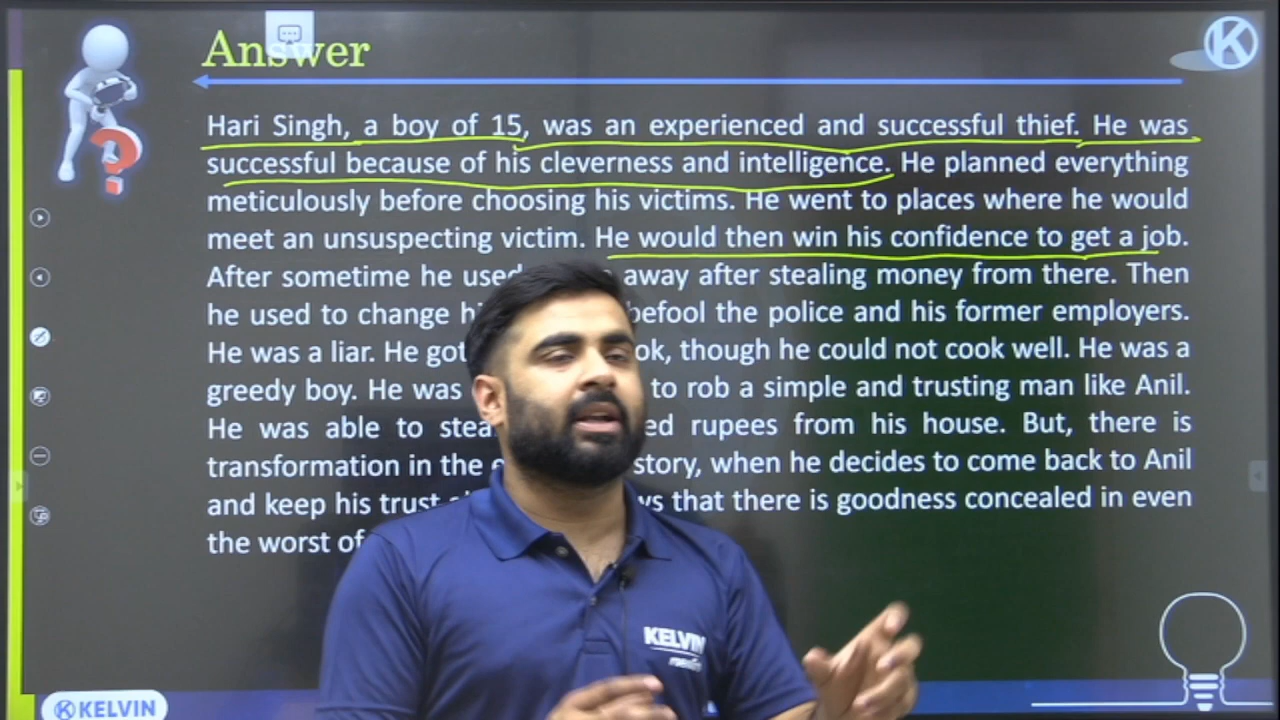 Answer
Hari Singh, a boy of 15, was an experienced and successful thief. He was
successful because of his cleverness and intelligence. He planned everything
meticulously before choosing his victims. He went to places where he would
meet an unsuspecting victim. He would then win his confidence to get a job.
After sometime he used away after stealing money from there. Then
he used to change befool the police and his former employers.
He was a liar. He got though he could not cook well. He was a
greedy boy. He was to rob a simple and trusting man like Anil.
He was able to rupees from his house. But, there is
transformation in the story, when he decides to come back to Anil
and keep his trust that there is goodness concealed in even
the worst of
K
KELVIN
KELVIN